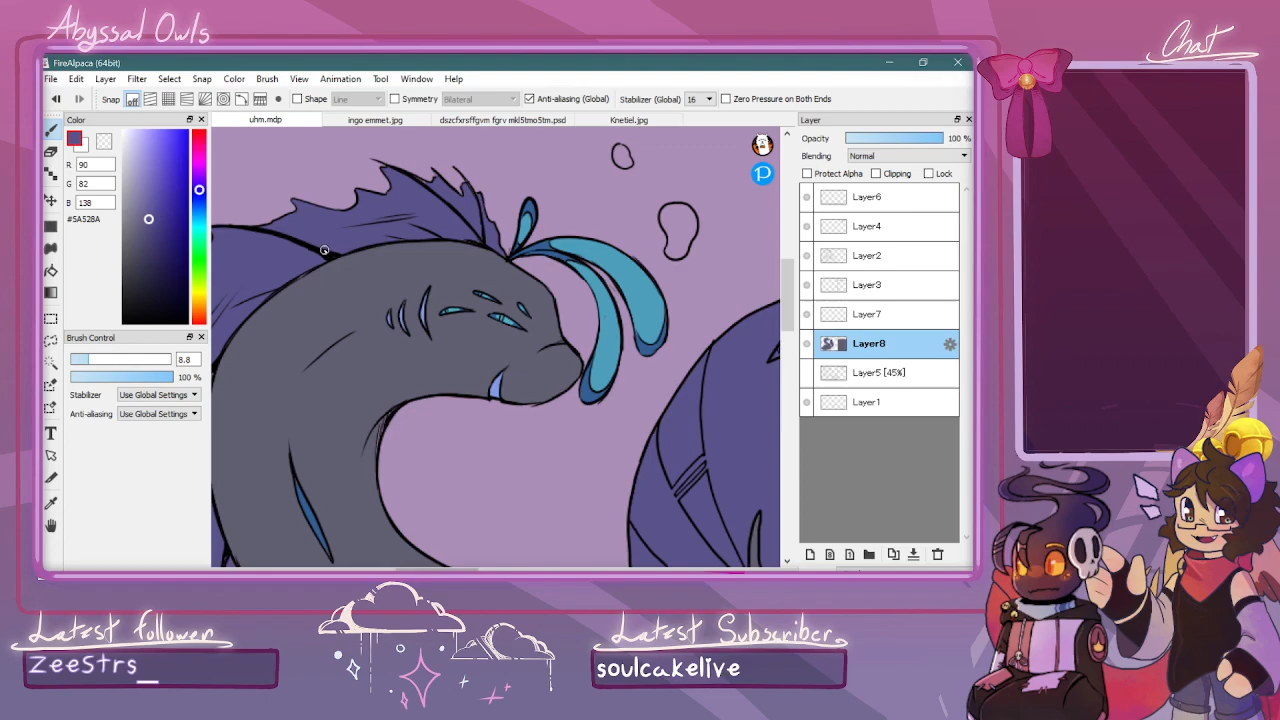 Abyssal Owls
Chat
FireAlpaca (64bit)
File Edit Layer Filter Select Snap Color Brush View Animation Tool Window Help
Snap off Shape Line Symmetry Bilateral Anti-aliasing (Global) Stabilizer (Global) 16 Zero Pressure on Both Ends
Color
uhm.mdp
ingo emmet.jpg
dszcfxrsffgvm fgrv mkl5tmo5tm.psd
Knetiel.jpg
Layer
R 90
G 82
B 138
#5A528A
Opacity 100 %
Blending Normal
Protect Alpha Clipping Lock
Layer6
Layer4
Layer2
Layer3
Layer7
Layer8
Layer5 [45%]
Layer1
Brush Control
8.8
100 %
Stabilizer Use Global Settings
Anti-aliasing Use Global Settings
Latest follower
ZeeStrs_
Latest Subscriber
soulcakelive